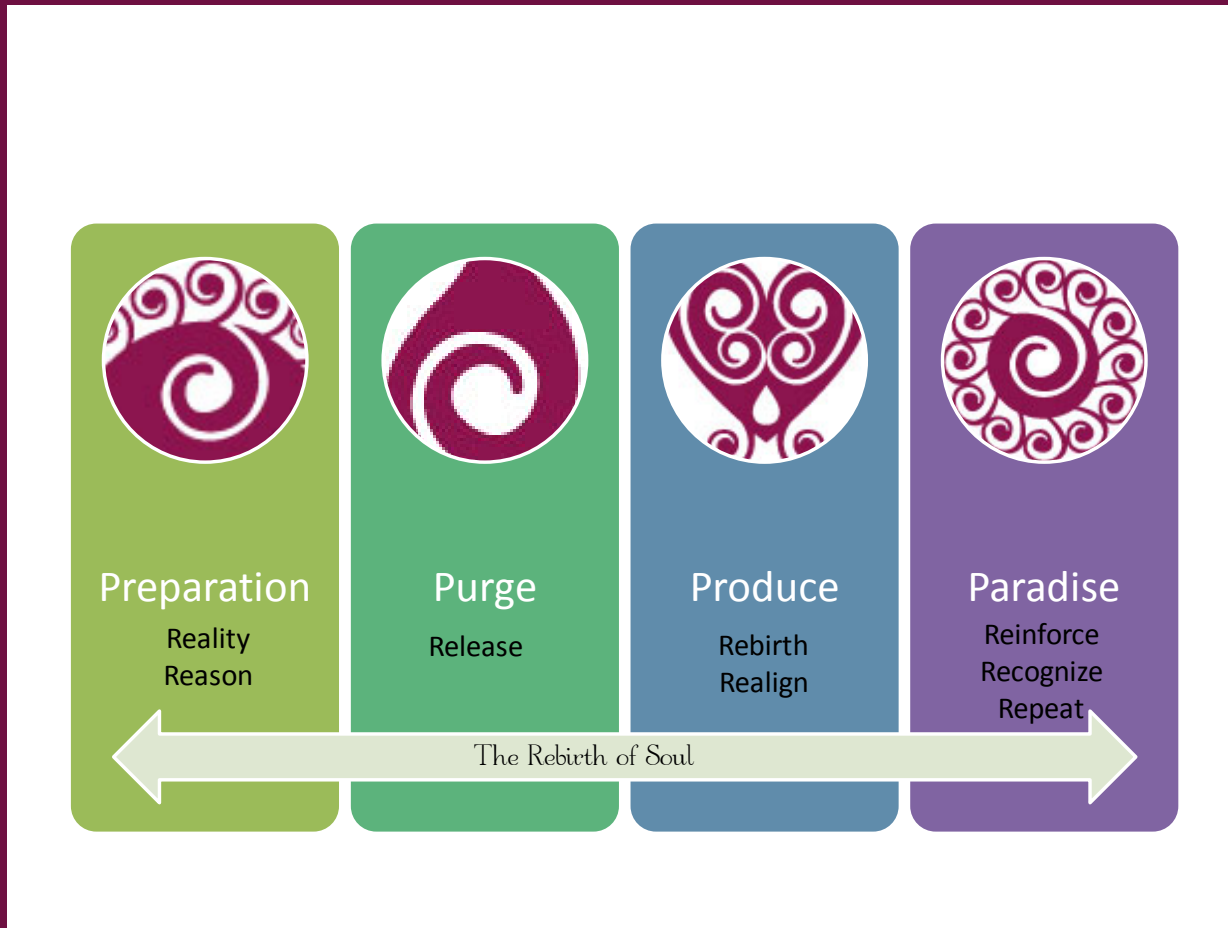 Preparation
Reality
Reason
Purge
Release
Produce
Rebirth
Realign
Paradise
Reinforce
Recognize
Repeat
The Rebirth of Soul